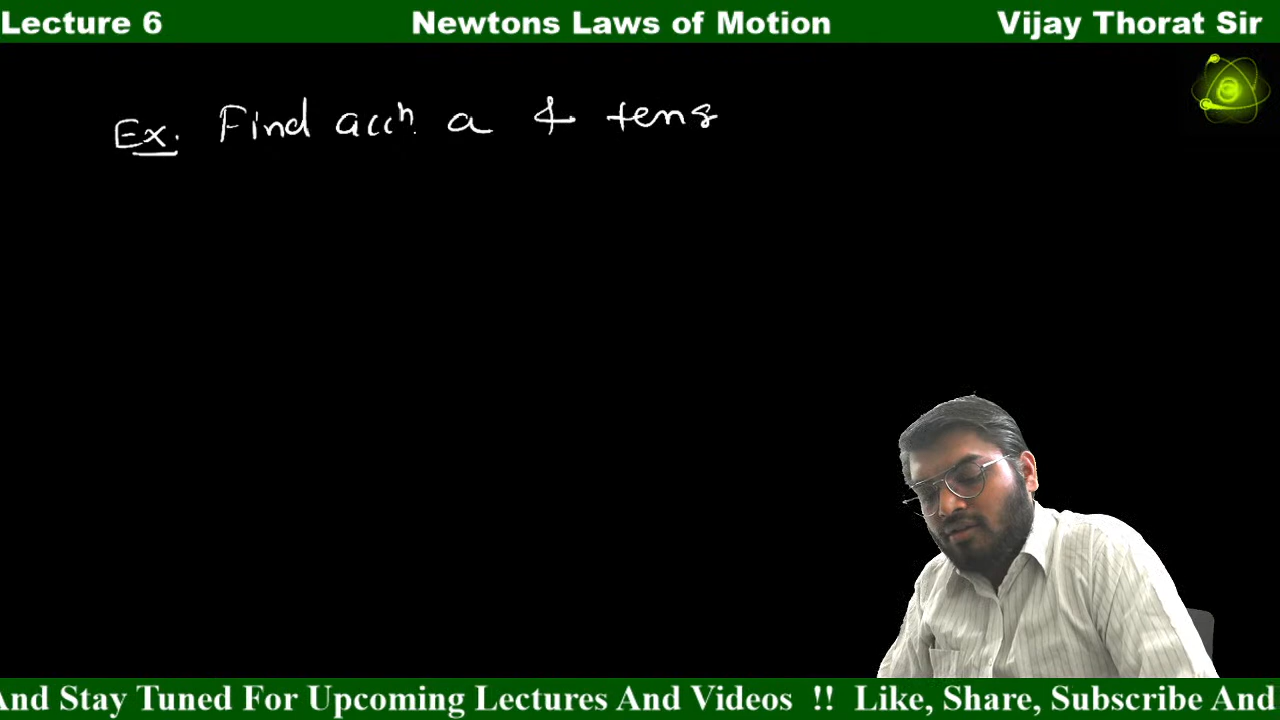 Lecture 6 Newtons Laws of Motion Vijay Thorat Sir
Ex. Find accn. a & tens
And Stay Tuned For Upcoming Lectures And Videos !! Like, Share, Subscribe And